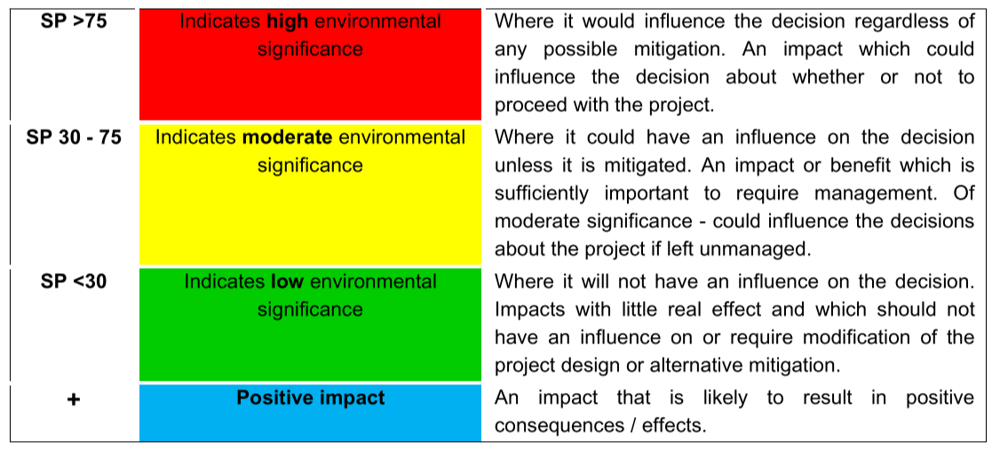 SP >75
Indicates high environmental
significance
Where it would influence the decision regardless of
any possible mitigation. An impact which could
influence the decision about whether or not to
proceed with the project.
SP 30 - 75
Indicates moderate environmental
significance
Where it could have an influence on the decision
unless it is mitigated. An impact or benefit which is
sufficiently important to require management. Of
moderate significance - could influence the decisions
about the project if left unmanaged.
SP <30
Indicates low environmental
significance
Where it will not have an influence on the decision.
Impacts with little real effect and which should not
have an influence on or require modification of the
project design or alternative mitigation.
+
Positive impact
An impact that is likely to result in positive
consequences / effects.